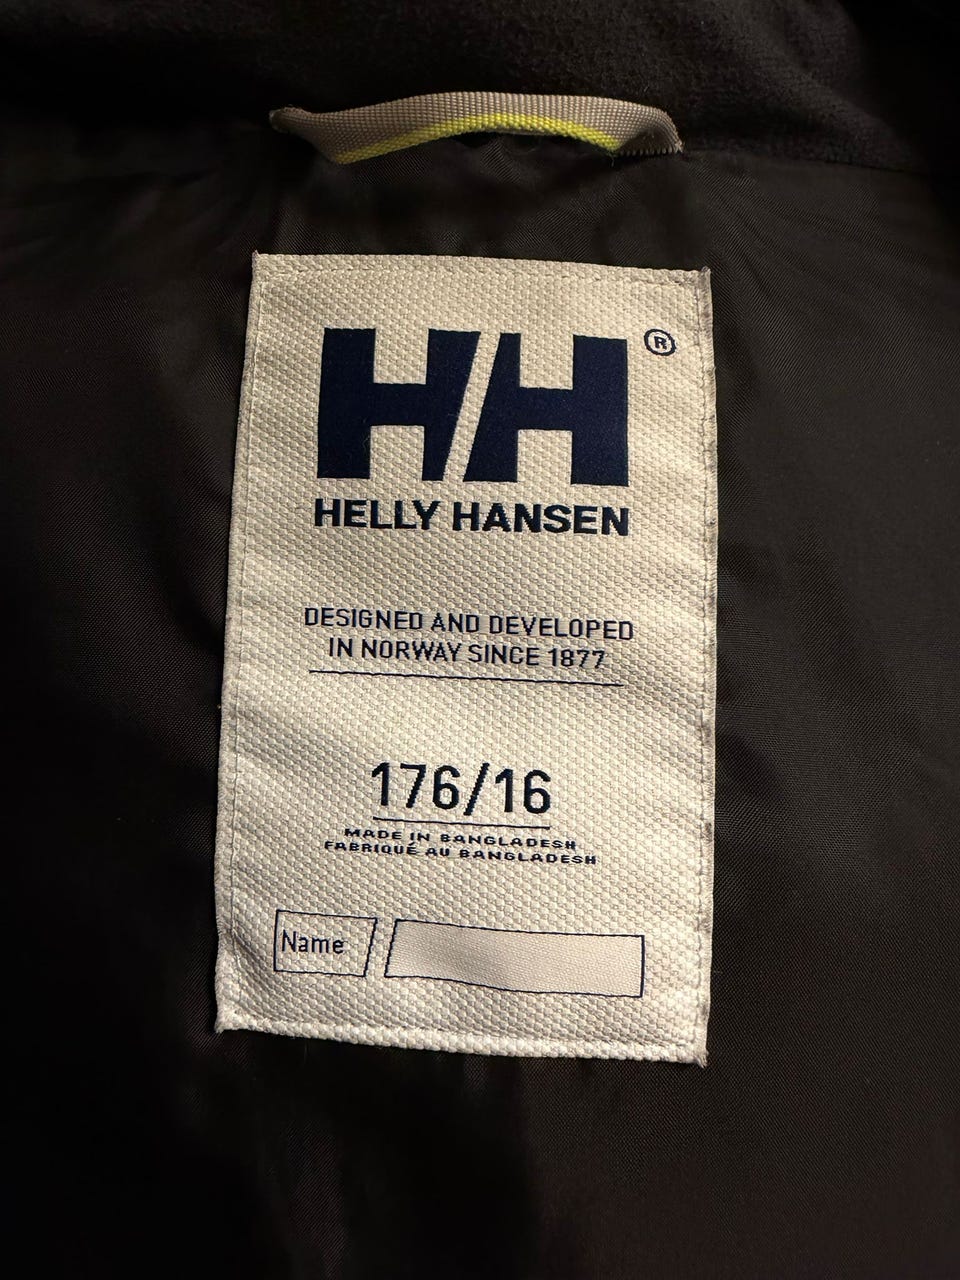 HH®
HELLY HANSEN
DESIGNED AND DEVELOPED
IN NORWAY SINCE 1877
176/16
MADE IN BANGLADESH
FABRIQUÉ AU BANGLADESH
Name